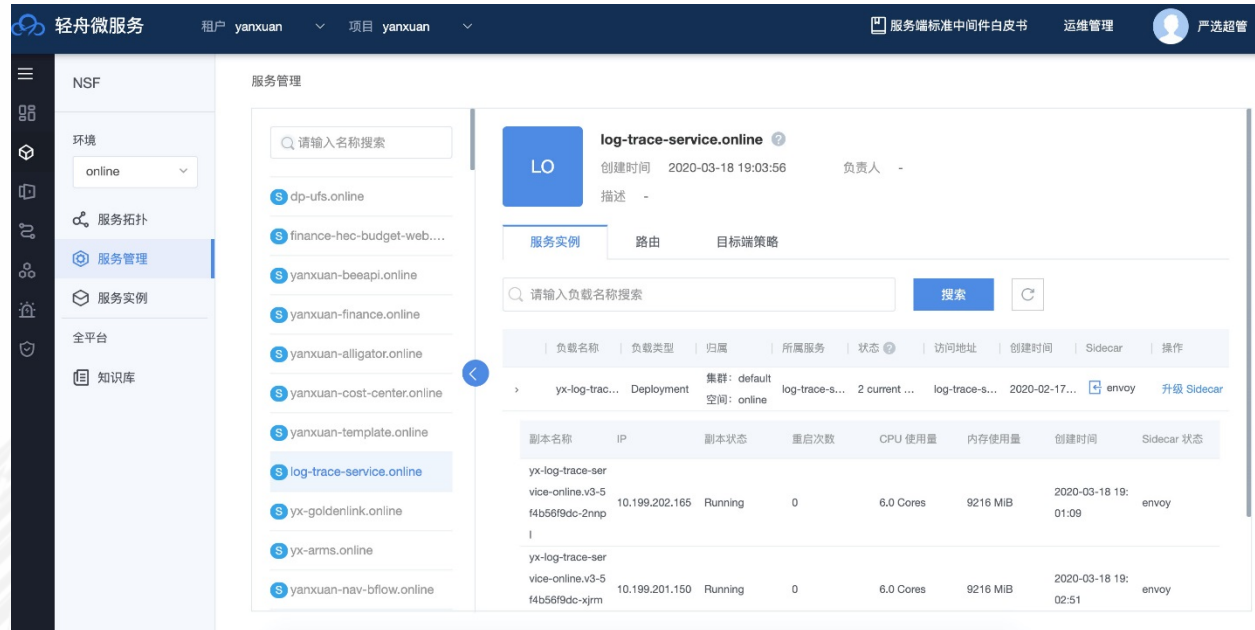 轻舟微服务
租户 yanxuan
项目 yanxuan
服务端标准中间件白皮书
运维管理
严选超管
NSF
环境
online
服务拓扑
服务管理
服务实例
全平台
知识库
服务管理
请输入名称搜索
S dp-ufs.online
S finance-hec-budget-web....
S yanxuan-beeapi.online
S yanxuan-finance.online
S yanxuan-alligator.online
S yanxuan-cost-center.online
S yanxuan-template.online
S log-trace-service.online
S yx-goldenlink.online
S yx-arms.online
S yanxuan-nav-bflow.online
LO
log-trace-service.online ?
创建时间 2020-03-18 19:03:56 负责人 -
描述 -
服务实例 路由 目标端策略
请输入负载名称搜索 搜索
负载名称 负载类型 归属 所属服务 状态 ? 访问地址 创建时间 Sidecar 操作
yx-log-trac... Deployment 集群：default 空间：online log-trace-s... 2 current ... log-trace-s... 2020-02-17... envoy 升级 Sidecar
副本名称 IP 副本状态 重启次数 CPU 使用量 内存使用量 创建时间 Sidecar 状态
yx-log-trace-ser
vice-online.v3-5
f4b56f9dc-2nnp
l
10.199.202.165 Running 0 6.0 Cores 9216 MiB 2020-03-18 19:
01:09
envoy
yx-log-trace-ser
vice-online.v3-5
f4b56f9dc-xjrm
10.199.201.150 Running 0 6.0 Cores 9216 MiB 2020-03-18 19:
02:51
envoy